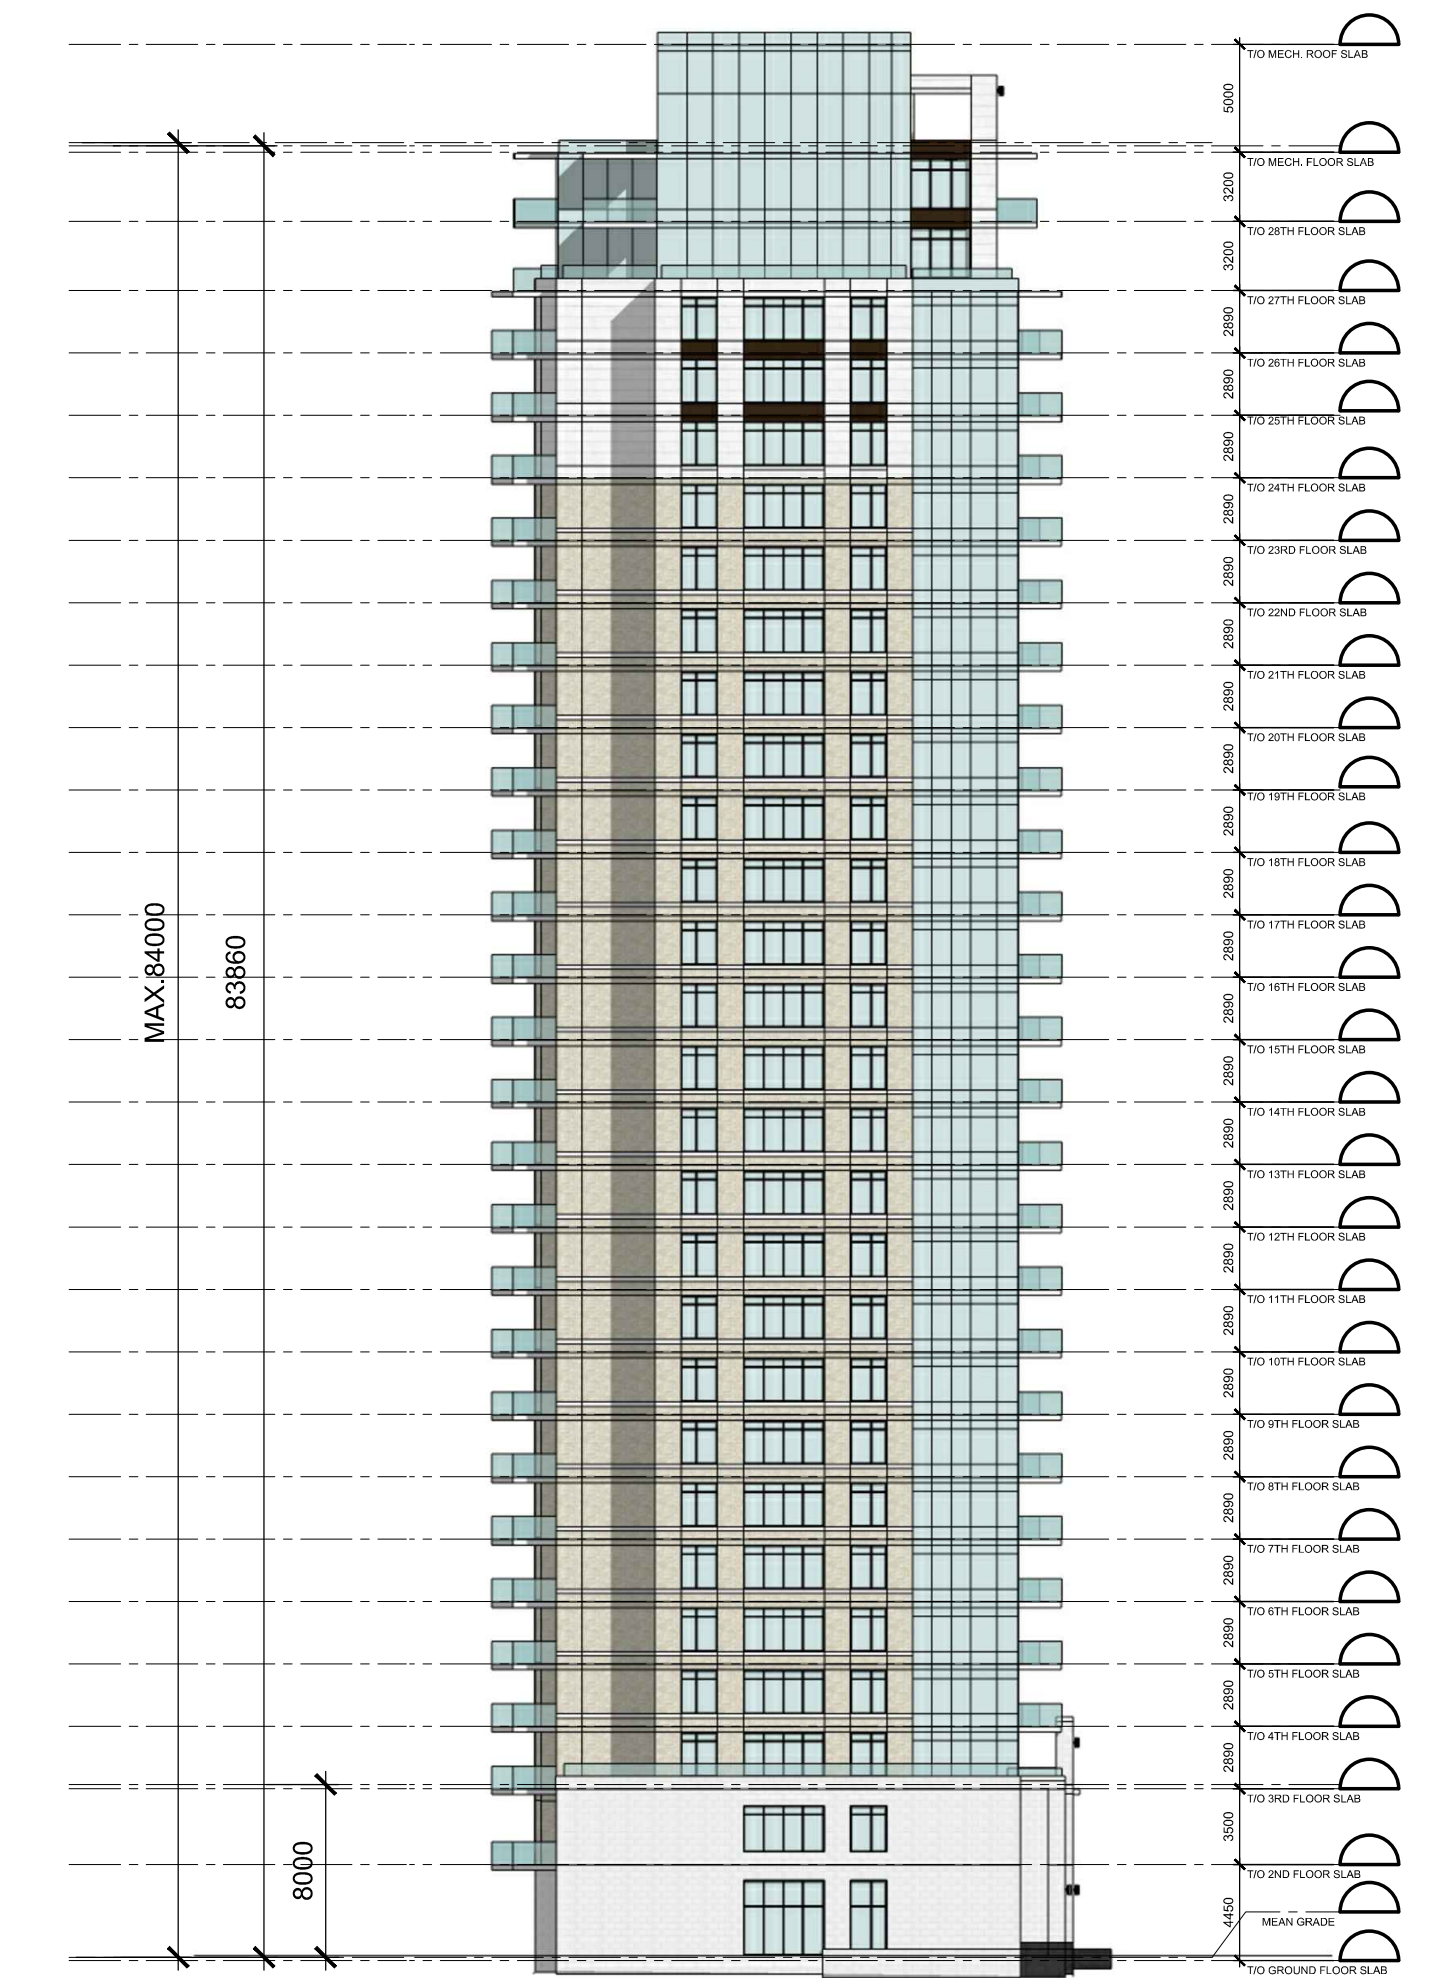 T/O MECH. ROOF SLAB
5000
T/O MECH. FLOOR SLAB
3200
T/O 28TH FLOOR SLAB
3200
T/O 27TH FLOOR SLAB
2890
T/O 26TH FLOOR SLAB
2890
T/O 25TH FLOOR SLAB
2890
T/O 24TH FLOOR SLAB
2890
T/O 23RD FLOOR SLAB
2890
T/O 22ND FLOOR SLAB
2890
T/O 21TH FLOOR SLAB
2890
T/O 20TH FLOOR SLAB
2890
T/O 19TH FLOOR SLAB
2890
T/O 18TH FLOOR SLAB
2890
T/O 17TH FLOOR SLAB
MAX.84000
83860
2890
T/O 16TH FLOOR SLAB
2890
T/O 15TH FLOOR SLAB
2890
T/O 14TH FLOOR SLAB
2890
T/O 13TH FLOOR SLAB
2890
T/O 12TH FLOOR SLAB
2890
T/O 11TH FLOOR SLAB
2890
T/O 10TH FLOOR SLAB
2890
T/O 9TH FLOOR SLAB
2890
T/O 8TH FLOOR SLAB
2890
T/O 7TH FLOOR SLAB
2890
T/O 6TH FLOOR SLAB
2890
T/O 5TH FLOOR SLAB
2890
T/O 4TH FLOOR SLAB
2890
T/O 3RD FLOOR SLAB
3500
8000
T/O 2ND FLOOR SLAB
4450
MEAN GRADE
T/O GROUND FLOOR SLAB